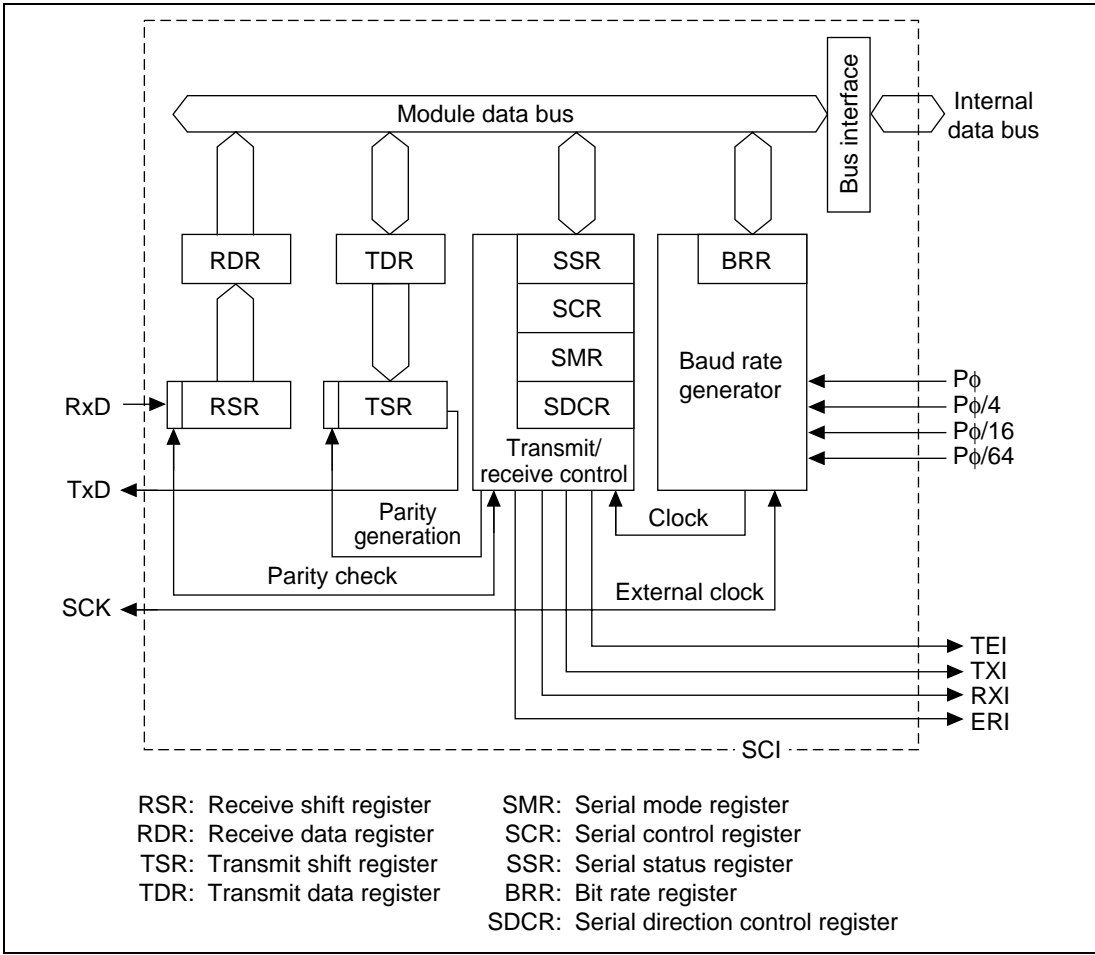 Module data bus
Bus interface
Internal
data bus
RDR
TDR
SSR
BRR
SCR
SMR
Baud rate
generator
RxD
RSR
TSR
SDCR
Pϕ
Pϕ/4
Pϕ/16
Pϕ/64
Transmit/
receive control
TxD
Parity
generation
Clock
Parity check
SCK
External clock
TEI
TXI
RXI
ERI
SCI
RSR: Receive shift register
RDR: Receive data register
TSR: Transmit shift register
TDR: Transmit data register
SMR: Serial mode register
SCR: Serial control register
SSR: Serial status register
BRR: Bit rate register
SDCR: Serial direction control register